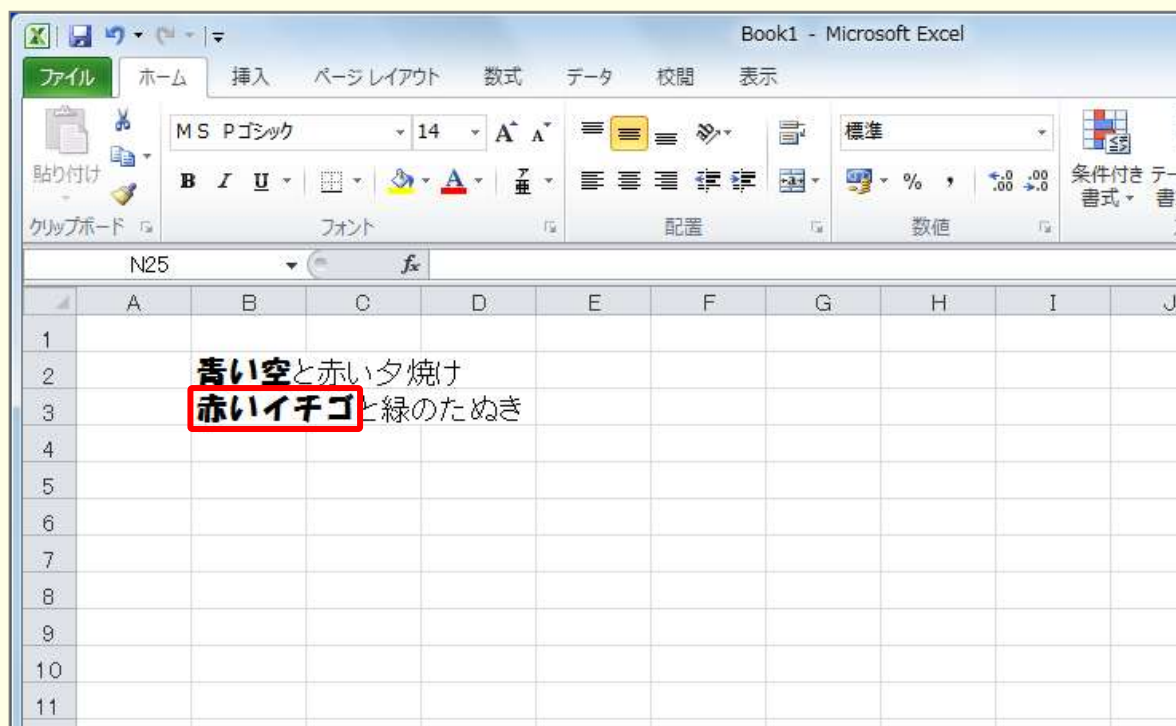 Book1 - Microsoft Excel
ファイル ホーム 挿入 ページ レイアウト 数式 データ 校閲 表示
ＭＳ Ｐゴシック 14 標準
貼り付け B I U 亜 % , 条件付き
書式
クリップボード フォント 配置 数値
N25 fx
A B C D E F G H I J
1
2 青い空と赤い夕焼け
3 赤いイチゴと緑のたぬき
4
5
6
7
8
9
10
11